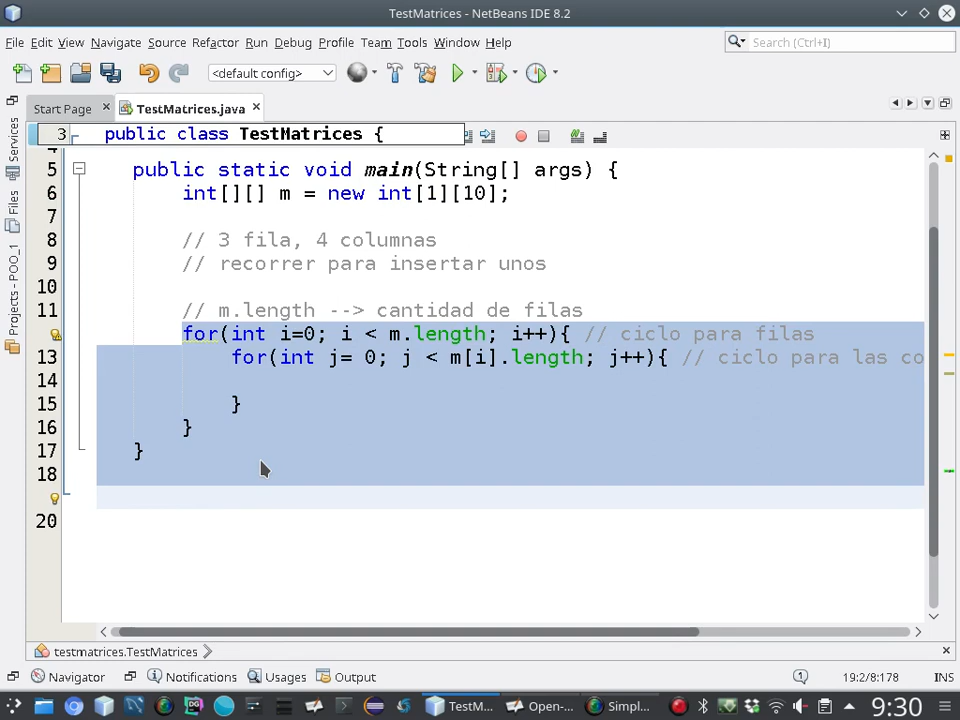 TestMatrices - NetBeans IDE 8.2
File Edit View Navigate Source Refactor Run Debug Profile Team Tools Window Help
Search (Ctrl+I)
<default config>
Start Page
TestMatrices.java
Services
Files
Projects - POO_1
3 public class TestMatrices {
5 public static void main(String[] args) {
6 int[][] m = new int[1][10];
7
8 // 3 fila, 4 columnas
9 // recorrer para insertar unos
10
11 // m.length --> cantidad de filas
for(int i=0; i < m.length; i++){ // ciclo para filas
13 for(int j= 0; j < m[i].length; j++){ // ciclo para las co
14
15 }
16 }
17 }
18
20
testmatrices.TestMatrices
Navigator
Notifications
Usages
Output
1
19:2/8:178
INS
TestM...
Open-...
Simpl...
9:30